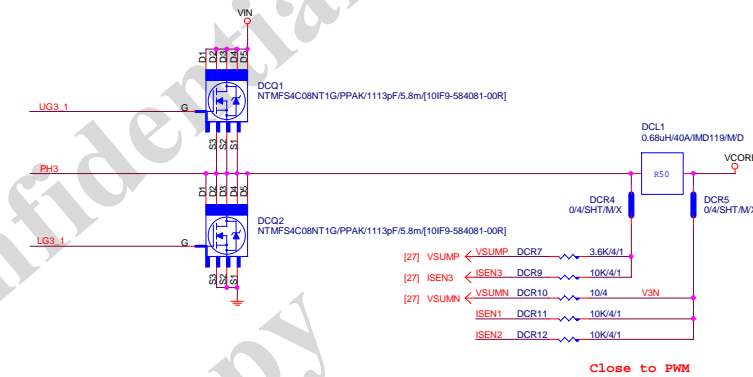 VIN
D1 D2 D3 D4 D5
DCQ1
NTMFS4C08NT1G/PPAK/1113pF/5.8m/[10IF9-584081-00R]
UG3_1
G
S3 S2 S1
DCL1
0.68uH/40A/IMD119/M/D
VCORE
PH3
R50
D1 D2 D3 D4 D5
DCR4
0/4/SHT/M/X
DCR5
0/4/SHT/M/X
DCQ2
NTMFS4C08NT1G/PPAK/1113pF/5.8m/[10IF9-584081-00R]
LG3_1
G
S3 S2 S1
[27] VSUMP VSUMP DCR7 3.6K/4/1
[27] ISEN3 ISEN3 DCR9 10K/4/1
[27] VSUMN VSUMN DCR10 10/4 V3N
ISEN1 DCR11 10K/4/1
ISEN2 DCR12 10K/4/1
Close to PWM
nfidential
py